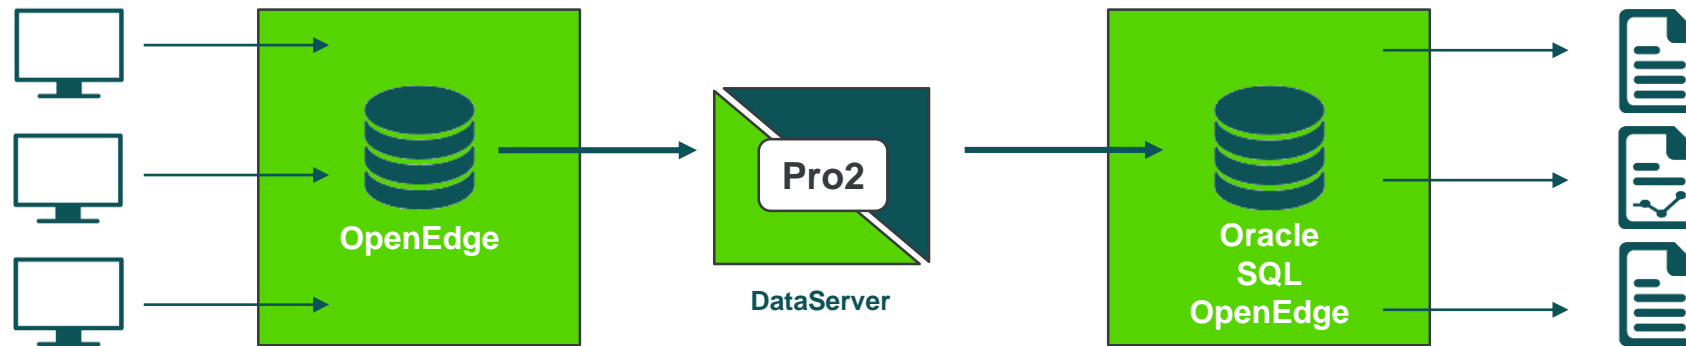 OpenEdge
Pro2
DataServer
Oracle
SQL
OpenEdge